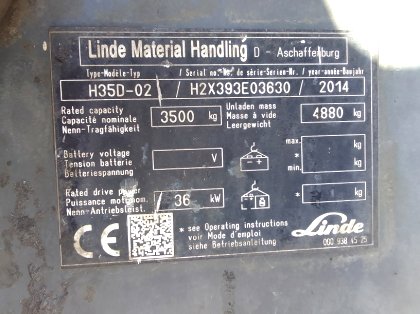 Linde Material Handling D - Aschaffenburg
Type-Modèle-Typ / Serial no.-No. de série-Serien-Nr. / year-année-Baujahr
H35D-02 / H2X393E03630 / 2014
Rated capacity
Capacité nominale
Nenn-Tragfähigkeit
3500 kg
Unladen mass
Masse à vide
Leergewicht
4880 kg
Battery voltage
Tension batterie
Batteriespannung
V
max.
*
min.
kg
kg
Rated drive power
Puissance mot.nom.
Nenn-Antriebsleist.
36 kW
*
kg
CE
* see Operating instructions
voir Mode d'emploi
siehe Betriebsanleitung
Linde
000 938 45 25